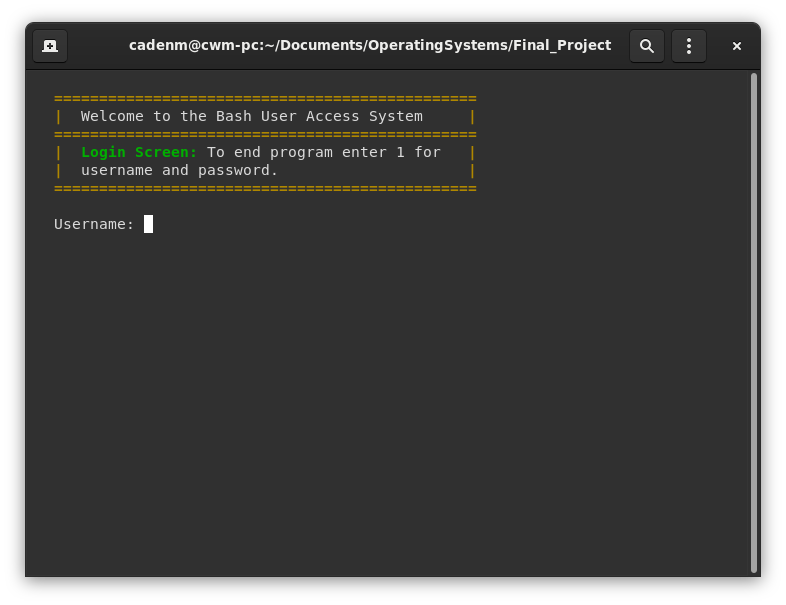 cadenm@cwm-pc:~/Documents/OperatingSystems/Final_Project
===============================================
|  Welcome to the Bash User Access System     |
===============================================
|  Login Screen: To end program enter 1 for   |
|  username and password.                     |
===============================================
Username: